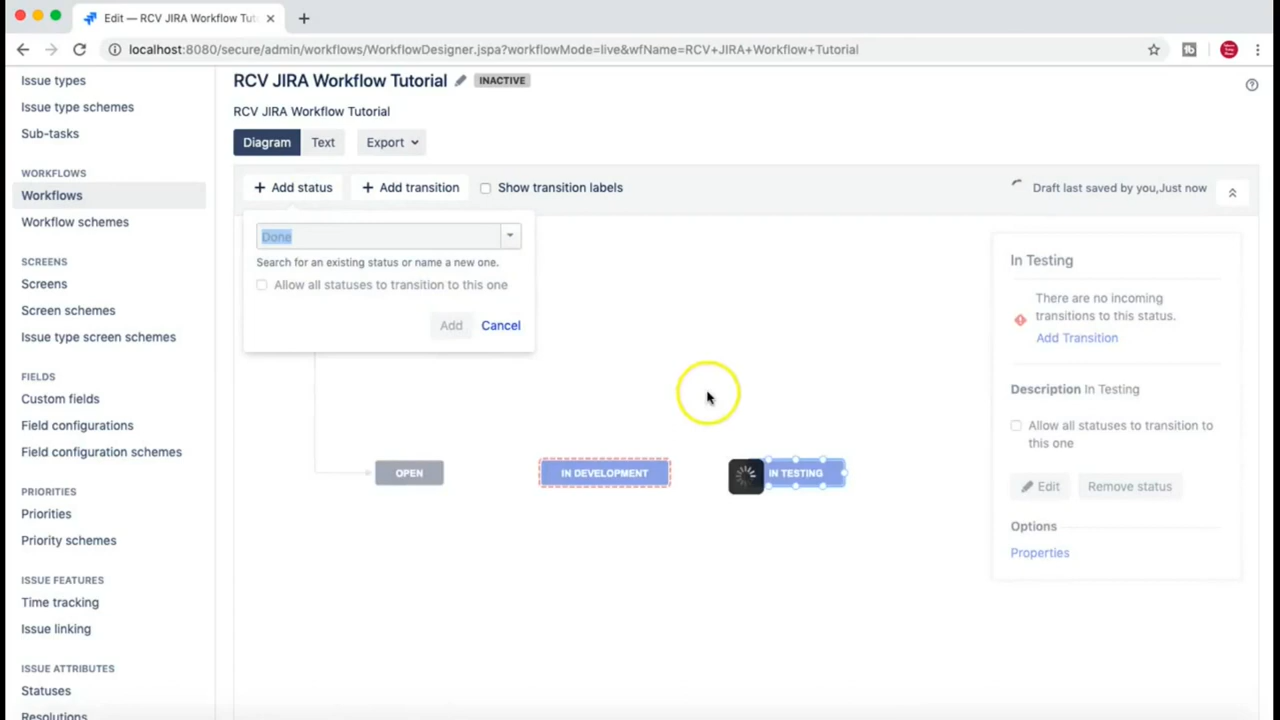 Edit — RCV JIRA Workflow Tut
localhost:8080/secure/admin/workflows/WorkflowDesigner.jspa?workflowMode=live&wfName=RCV+JIRA+Workflow+Tutorial
Issue types
Issue type schemes
Sub-tasks
WORKFLOWS
Workflows
Workflow schemes
SCREENS
Screens
Screen schemes
Issue type screen schemes
FIELDS
Custom fields
Field configurations
Field configuration schemes
PRIORITIES
Priorities
Priority schemes
ISSUE FEATURES
Time tracking
Issue linking
ISSUE ATTRIBUTES
Statuses
Resolutions
RCV JIRA Workflow Tutorial INACTIVE
RCV JIRA Workflow Tutorial
Diagram Text Export
+ Add status + Add transition Show transition labels Draft last saved by you,Just now
Done
Search for an existing status or name a new one.
Allow all statuses to transition to this one
Add Cancel
OPEN IN DEVELOPMENT IN TESTING
In Testing
There are no incoming
transitions to this status.
Add Transition
Description In Testing
Allow all statuses to transition to
this one
Edit Remove status
Options
Properties